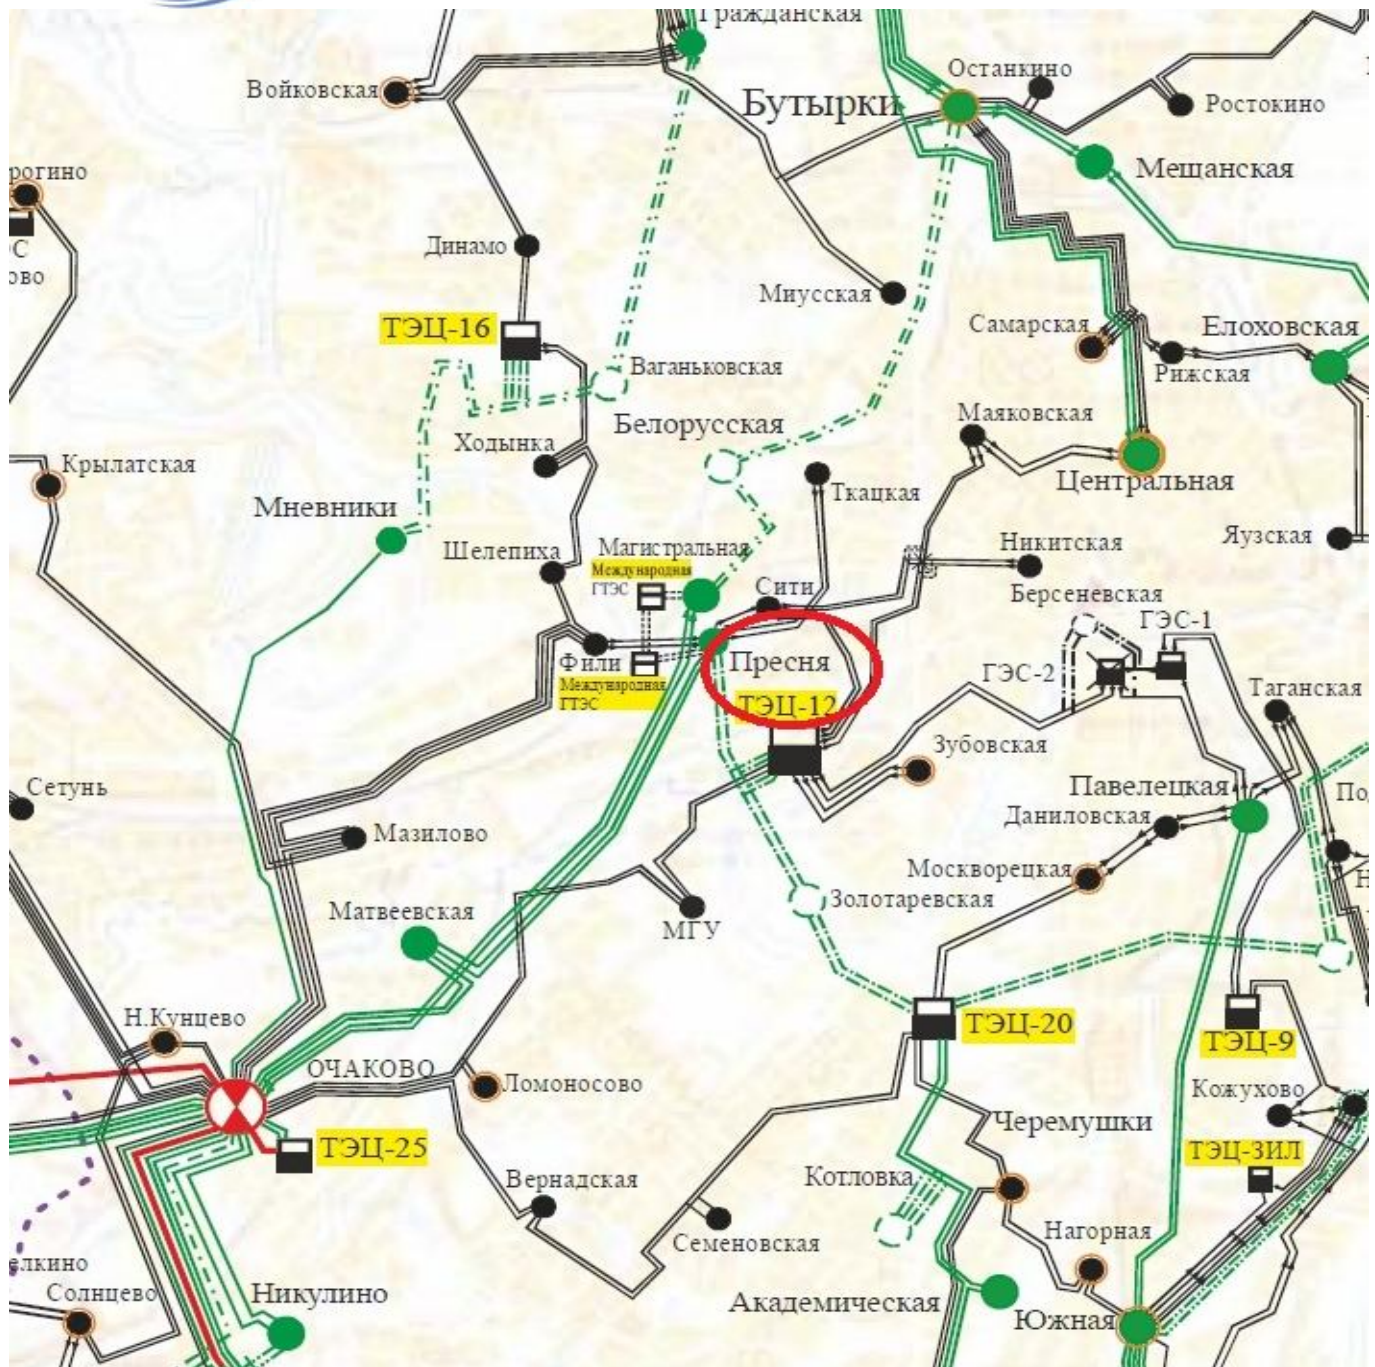 Гражданская
Войковская
Останкино
Бутырки
Ростокино
Мещанская
рогино
Динамо
Миусская
ТЭЦ-16
Самарская
Елоховская
Рижская
Ваганьковская
Белорусская
Маяковская
Ходынка
Крылатская
Центральная
Ткацкая
Мневники
Яузская
Шелепиха
Магистральная
Международная
ГТЭС
Никитская
Сити
Берсеневская
ГЭС-1
Фили
Пресня
ГЭС-2
Международная
ГТЭС
Таганская
ТЭЦ-12
Зубовская
Сетунь
Павелецкая
По
Мазилово
Даниловская
Москворецкая
Матвеевская
МГУ
Золотаревская
Н.Кунцево
ТЭЦ-20
ОЧАКОВО
ТЭЦ-9
Ломоносово
Кожухово
Черемушки
ТЭЦ-25
ТЭЦ-ЗИЛ
Вернадская
Котловка
Семеновская
Нагорная
елкино
Солнцево
Никулино
Академическая
Южная